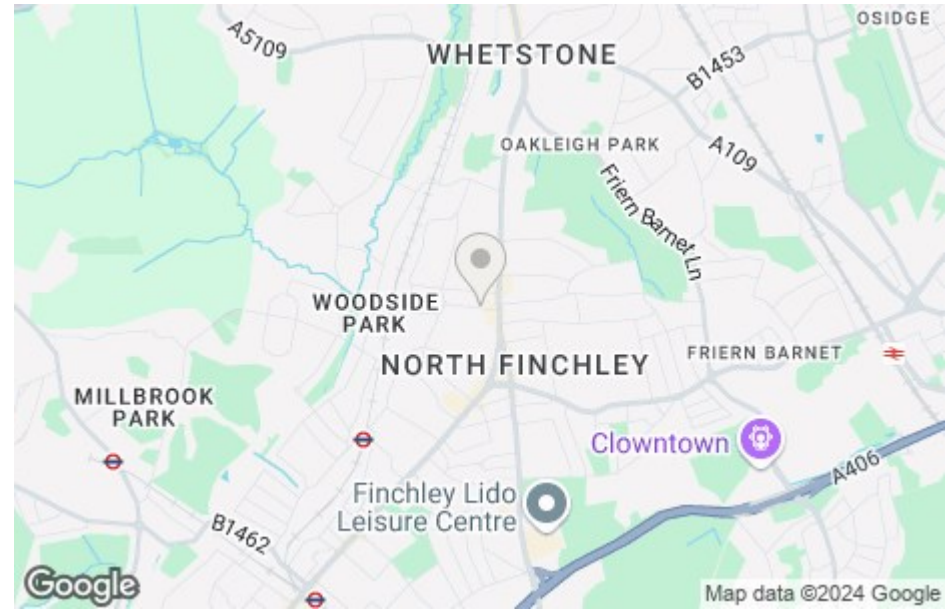 OSIDGE
A5109
WHETSTONE
B1453
OAKLEIGH PARK
A109
Friern Barnet Ln
WOODSIDE
PARK
NORTH FINCHLEY
FRIERN BARNET
MILLBROOK
PARK
Clowntown
A406
Finchley Lido
Leisure Centre
B1462
Google
Map data ©2024 Google